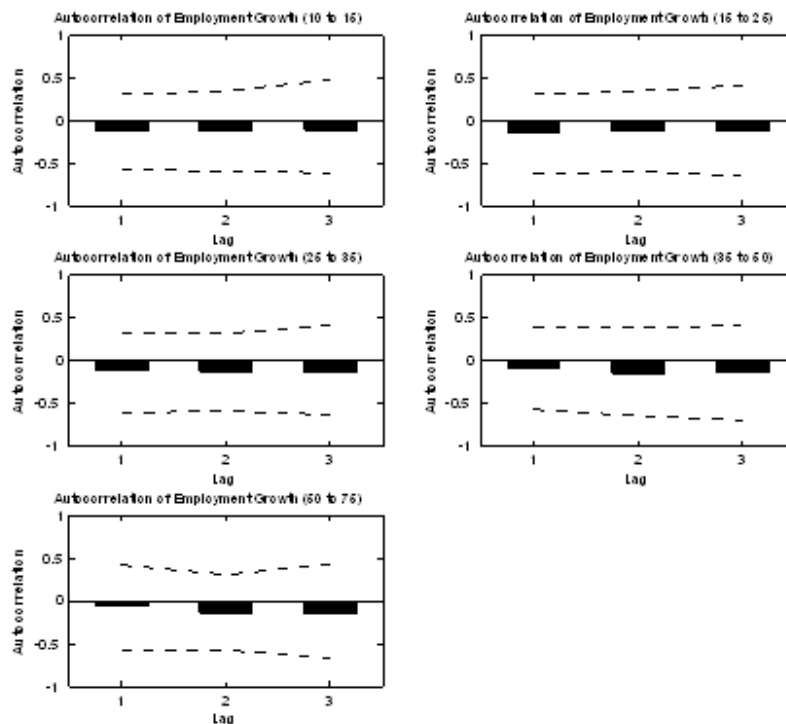 Autocorrelation of Employment Growth (10 to 15)
1
0.5
0
-0.5
-1
Autocorrelation
1 2 3
Lag
Autocorrelation of Employment Growth (15 to 25)
1
0.5
0
-0.5
-1
Autocorrelation
1 2 3
Lag
Autocorrelation of Employment Growth (25 to 35)
1
0.5
0
-0.5
-1
Autocorrelation
1 2 3
Lag
Autocorrelation of Employment Growth (35 to 50)
1
0.5
0
-0.5
-1
Autocorrelation
1 2 3
Lag
Autocorrelation of Employment Growth (50 to 75)
1
0.5
0
-0.5
-1
Autocorrelation
1 2 3
Lag